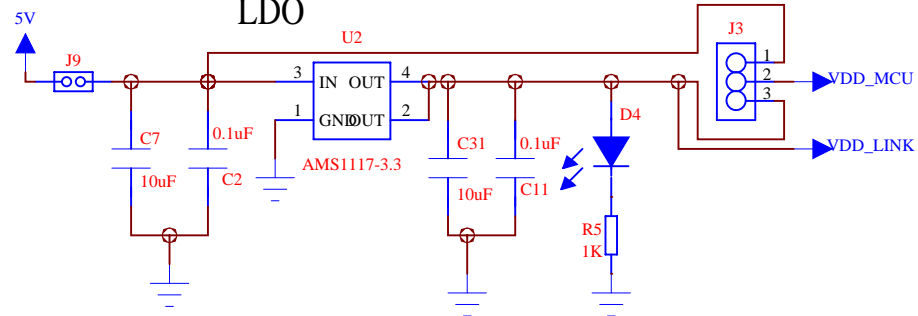 LDO
5V
J9
U2
J3
1
2
3
VDD_MCU
VDD_LINK
3
IN
OUT
4
1
GND
OUT
2
AMS1117-3.3
C7
10uF
0.1uF
C2
C31
10uF
0.1uF
C11
D4
R5
1K